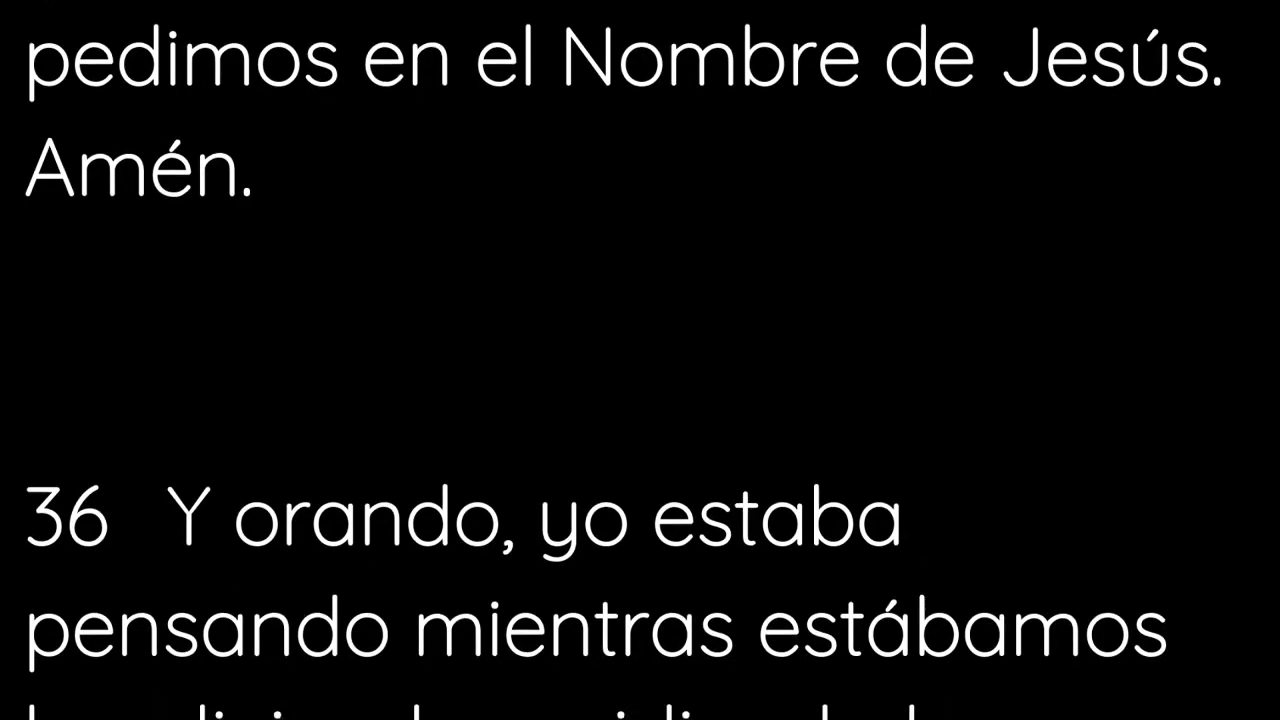 pedimos en el Nombre de Jesús.
Amén.
36 Y orando, yo estaba
pensando mientras estábamos